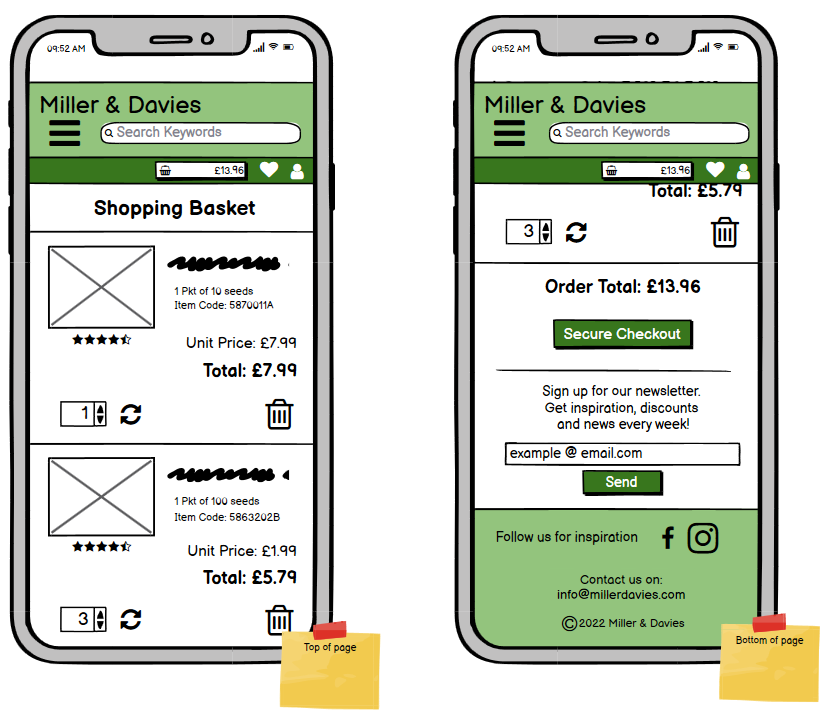 09:52 AM
Miller & Davies
Search Keywords
£13.96
Shopping Basket
1 Pkt of 10 seeds
Item Code: 5870011A
Unit Price: £7.99
Total: £7.99
1
1 Pkt of 100 seeds
Item Code: 5863202B
Unit Price: £1.99
Total: £5.79
3
Top of page
09:52 AM
Miller & Davies
Search Keywords
£13.96
Total: £5.79
3
Order Total: £13.96
Secure Checkout
Sign up for our newsletter.
Get inspiration, discounts
and news every week!
example @ email.com
Send
Follow us for inspiration
Contact us on:
info@millerdavies.com
©2022 Miller & Davies
Bottom of page